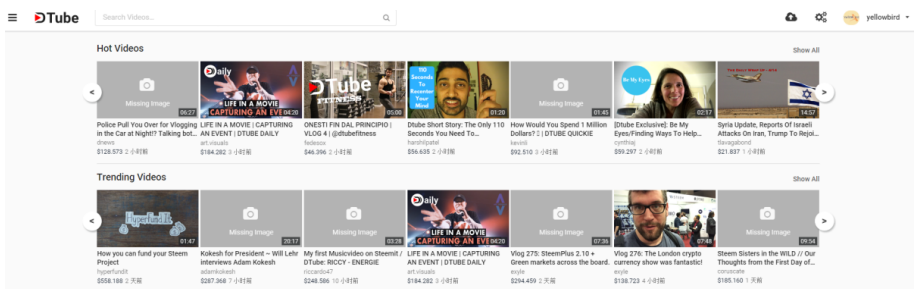 DTube
Search Videos...
yellowbird
Hot Videos
Show All
Missing Image
06:27
Daily
LIFE IN A MOVIE
CAPTURING AN EVE
04:20
DTube
FITNESS
05:00
110
Seconds
To
Your
Mind
01:20
Missing Image
01:45
Be My Eyes
02:17
14:57
Police Pull You Over for Vlogging
in the Car at Night!? Talking bot...
dnews
$128.573 2 小时前
LIFE IN A MOVIE | CAPTURING
AN EVENT | DTUBE DAILY
art.visuals
$184.282 3 小时前
ONESTI FIN DAL PRINCIPIO |
VLOG 4 | @dtubefitness
fedesox
$46.396 2 小时前
Dtube Short Story: The Only 110
Seconds You Need To...
harshilpatel
$56.635 2 小时前
How Would You Spend 1 Million
Dollars? | DTUBE QUICKIE
kevinli
$92.510 3 小时前
[Dtube Exclusive]: Be My
Eyes/Finding Ways To Help...
cynthiaj
$59.297 2 小时前
Syria Update, Reports Of Israeli
Attacks On Iran, Trump To Rejoi...
tlavagabond
$21.837 1 小时前
Trending Videos
Show All
HyperFundIt
01:47
Missing Image
20:17
Missing Image
03:28
Daily
LIFE IN A MOVIE
CAPTURING AN EVE
04:20
Missing Image
07:36
07:48
Missing Image
09:54
How you can fund your Steem
Project
hyperfundit
$558.188 2 天前
Kokesh for President – Will Lehr
interviews Adam Kokesh
adamkokesh
$287.368 7 小时前
My first Musicvideo on Steemit /
DTube: RICCY - ENERGIE
riccardo47
$248.586 10 小时前
LIFE IN A MOVIE | CAPTURING
AN EVENT | DTUBE DAILY
art.visuals
$184.282 3 小时前
Vlog 275: SteemPlus 2.10 +
Green markets across the board.
exyle
$294.459 2 天前
Vlog 276: The London crypto
currency show was fantastic!
exyle
$138.723 4 小时前
Steem Sisters in the WILD // Our
Thoughts from the First Day of...
coruscate
$185.160 1 天前